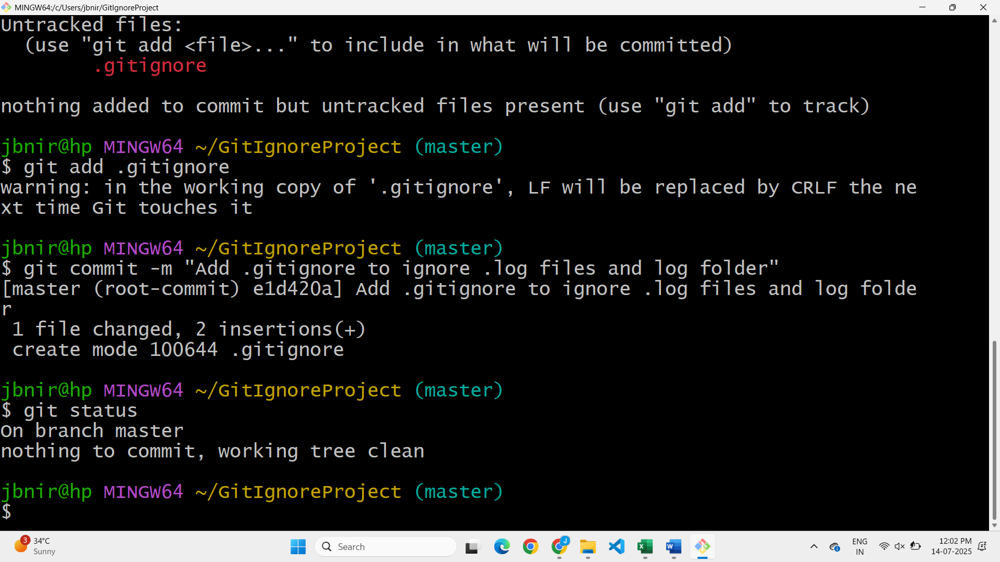 MINGW64:/c/Users/jbnir/GitIgnoreProject
Untracked files:
  (use "git add <file>..." to include in what will be committed)
        .gitignore
nothing added to commit but untracked files present (use "git add" to track)
jbnir@hp MINGW64 ~/GitIgnoreProject (master)
$ git add .gitignore
warning: in the working copy of '.gitignore', LF will be replaced by CRLF the ne
xt time Git touches it
jbnir@hp MINGW64 ~/GitIgnoreProject (master)
$ git commit -m "Add .gitignore to ignore .log files and log folder"
[master (root-commit) e1d420a] Add .gitignore to ignore .log files and log folde
r
 1 file changed, 2 insertions(+)
 create mode 100644 .gitignore
jbnir@hp MINGW64 ~/GitIgnoreProject (master)
$ git status
On branch master
nothing to commit, working tree clean
jbnir@hp MINGW64 ~/GitIgnoreProject (master)
$
3
34°C
Sunny
Search
J
X
W
ENG
IN
12:02 PM
14-07-2025